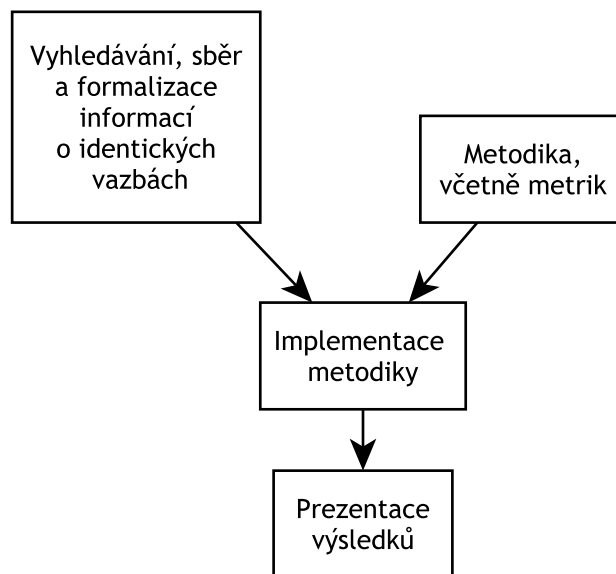 Vyhledávání, sběr
a formalizace
informací
o identických
vazbách
Metodika,
včetně metrik
Implementace
metodiky
Prezentace
výsledků